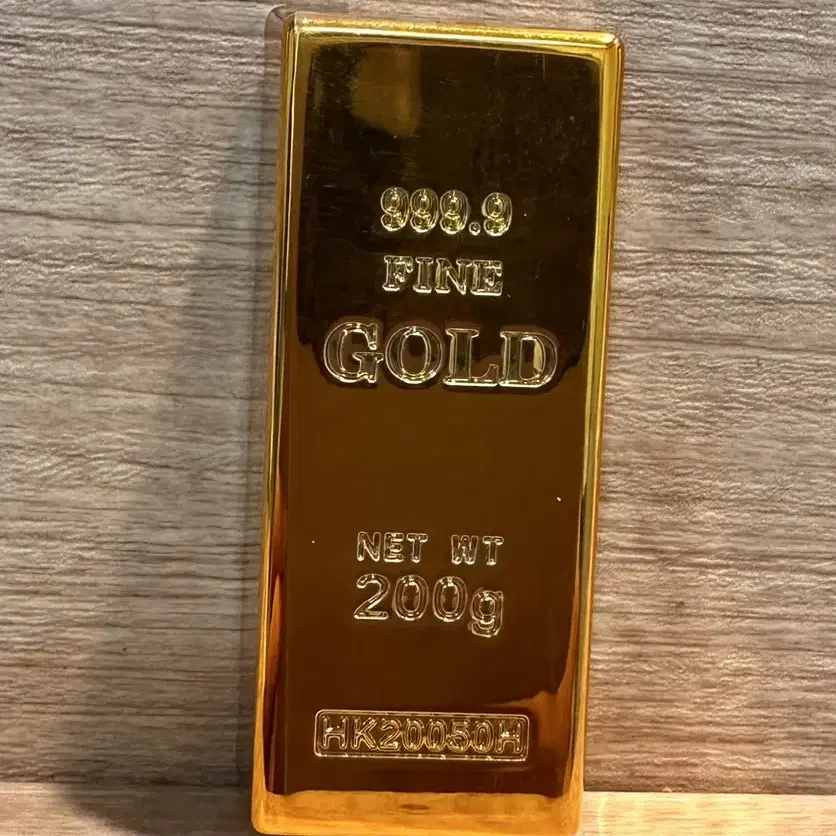 999.9
FINE
GOLD
NET WT
200g
HK20050H